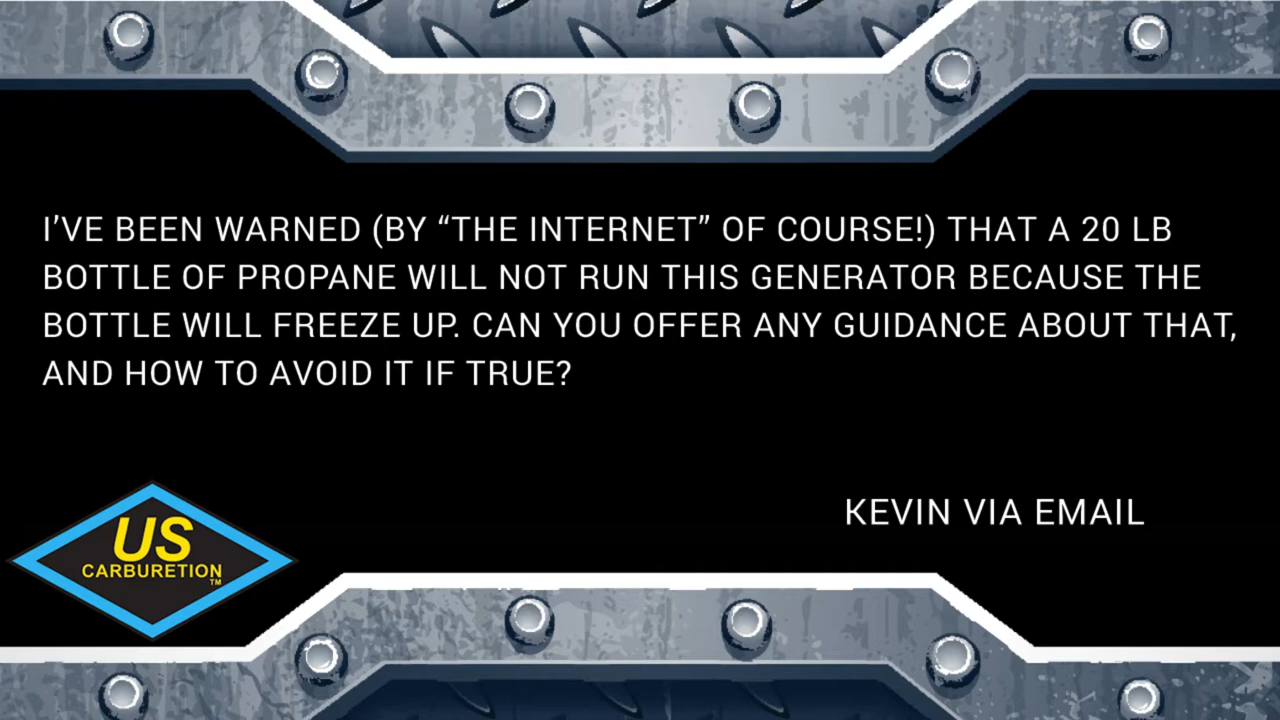 I’VE BEEN WARNED (BY “THE INTERNET” OF COURSE!) THAT A 20 LB
BOTTLE OF PROPANE WILL NOT RUN THIS GENERATOR BECAUSE THE
BOTTLE WILL FREEZE UP. CAN YOU OFFER ANY GUIDANCE ABOUT THAT,
AND HOW TO AVOID IT IF TRUE?
KEVIN VIA EMAIL
US
CARBURETION
TM